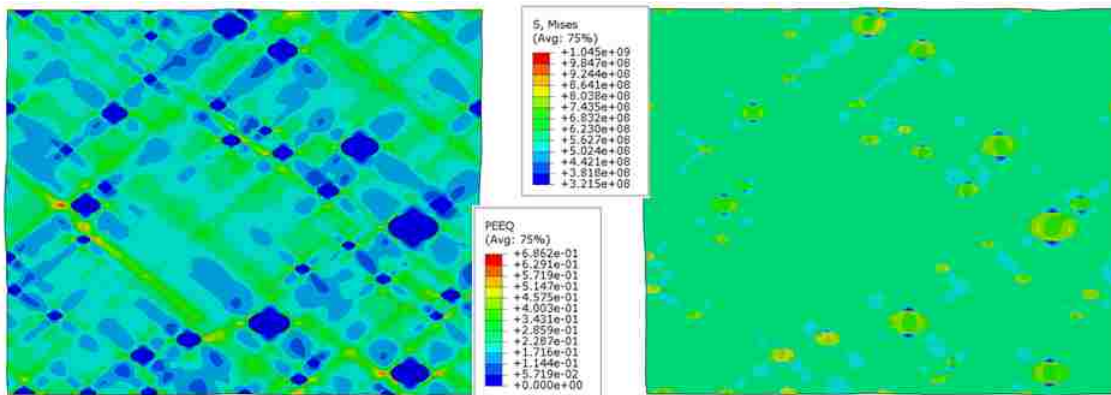 S, Mises
(Avg: 75%)
+1.045e+09
+9.847e+08
+9.244e+08
+8.641e+08
+8.038e+08
+7.435e+08
+6.832e+08
+6.230e+08
+5.627e+08
+5.024e+08
+4.421e+08
+3.818e+08
+3.215e+08
PEEQ
(Avg: 75%)
+6.862e-01
+6.291e-01
+5.719e-01
+5.147e-01
+4.575e-01
+4.003e-01
+3.431e-01
+2.859e-01
+2.287e-01
+1.716e-01
+1.144e-01
+5.719e-02
+0.000e+00